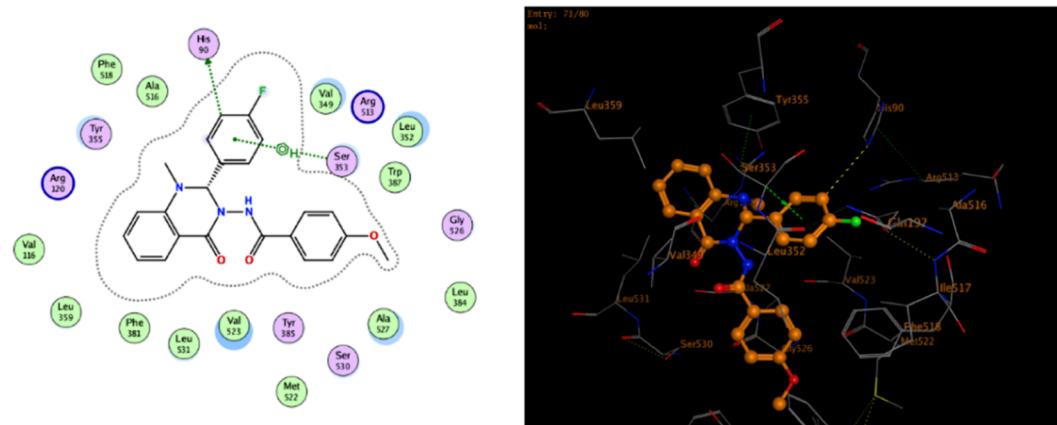 His
90
Phe
518
Ala
516
F
Val
349
Arg
513
Leu
352
Tyr
355
H
Ser
353
Trp
387
Arg
120
N
N
H
N
Gly
526
O
O
O
Val
116
Leu
359
Phe
381
Leu
531
Val
523
Tyr
385
Ser
530
Ala
527
Leu
384
Met
522
Entry: 71/80
mol:
Leu359
Tyr355
His90
Ser353
Arg513
Ala516
Gln192
Leu352
Val349
Val523
Ile517
Leu531
Phe518
Met522
Gly526
Ser530